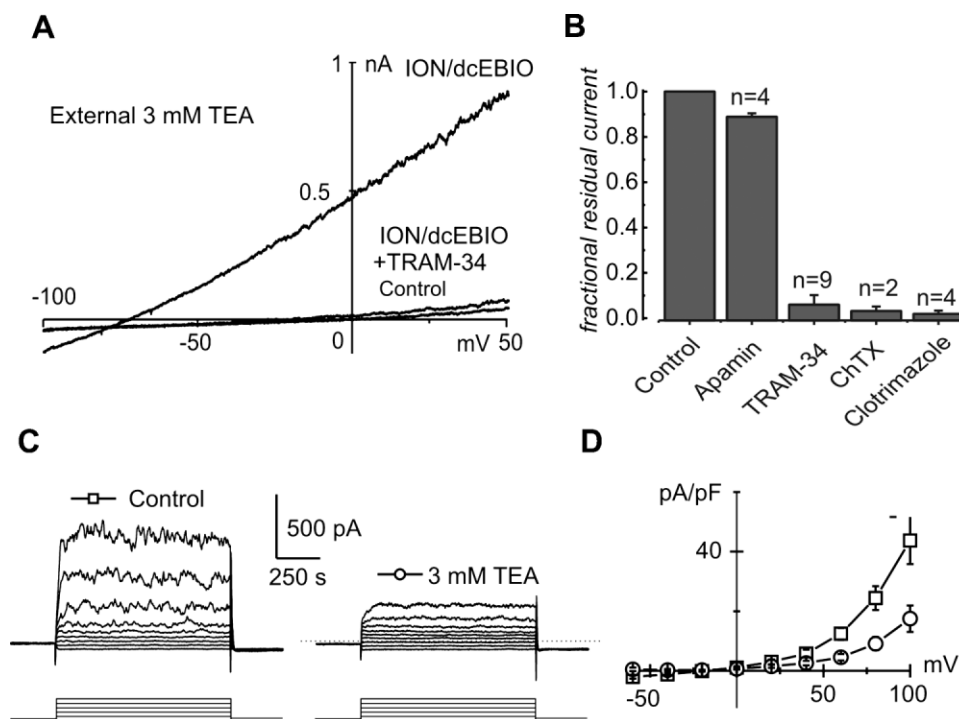 A
1
nA
ION/dcEBIO
External 3 mM TEA
0.5
ION/dcEBIO
+TRAM-34
Control
-100
-50
0
mV
50
B
fractional residual current
1.0
0.8
0.6
0.4
0.2
0.0
n=4
n=9
n=2
n=4
Control
Apamin
TRAM-34
ChTX
Clotrimazole
C
Control
500 pA
250 s
3 mM TEA
D
pA/pF
40
-50
50
100
mV